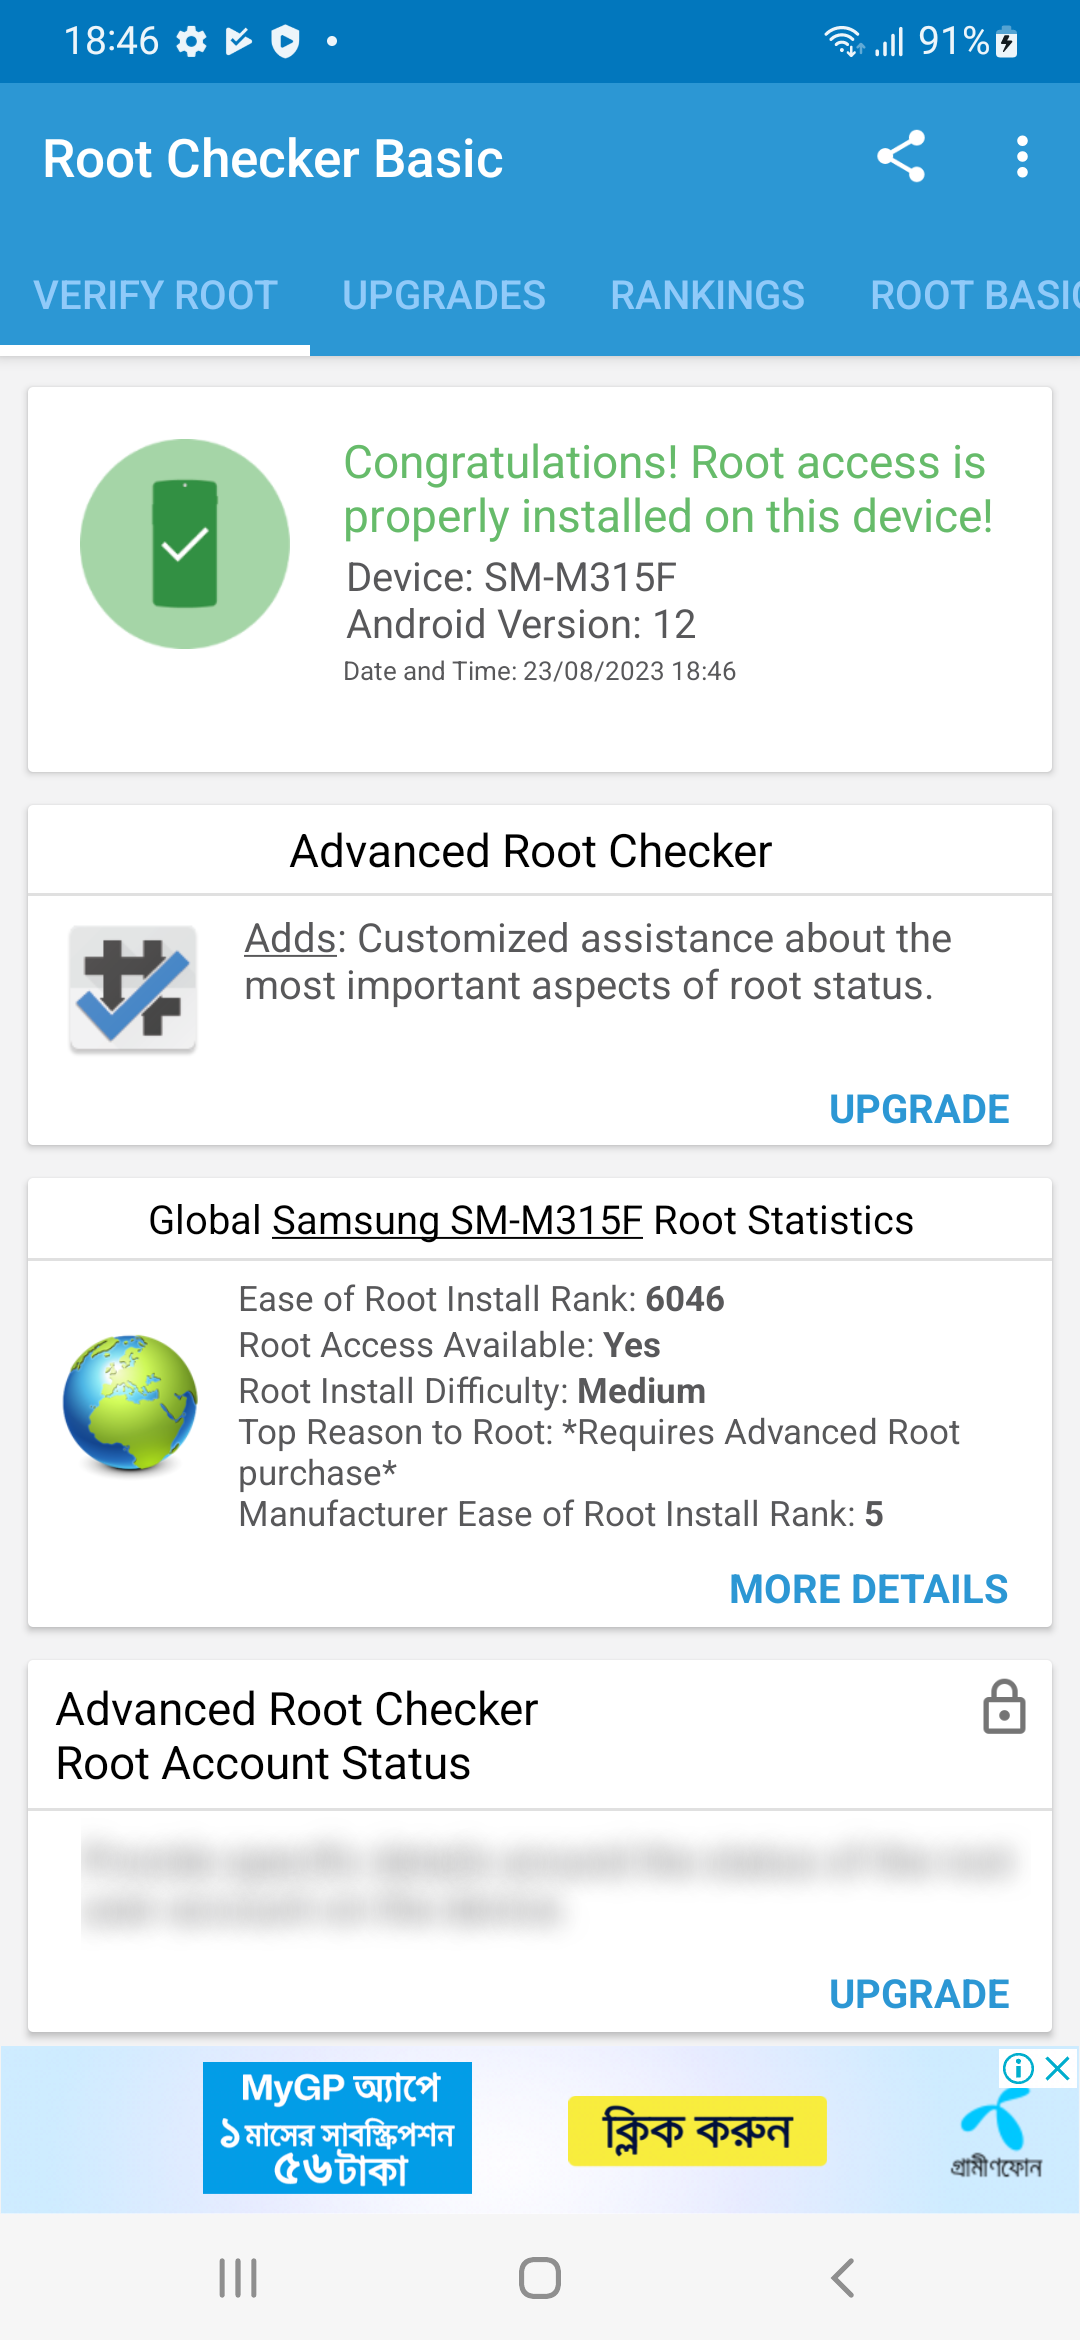 18:46
91%
Root Checker Basic
VERIFY ROOT
UPGRADES
RANKINGS
ROOT BASIC
Congratulations! Root access is
properly installed on this device!
Device: SM-M315F
Android Version: 12
Date and Time: 23/08/2023 18:46
Advanced Root Checker
Adds: Customized assistance about the
most important aspects of root status.
UPGRADE
Global Samsung SM-M315F Root Statistics
Ease of Root Install Rank: 6046
Root Access Available: Yes
Root Install Difficulty: Medium
Top Reason to Root: *Requires Advanced Root
purchase*
Manufacturer Ease of Root Install Rank: 5
MORE DETAILS
Advanced Root Checker
Root Account Status
UPGRADE
MyGP অ্যাপে
১ মাসের সাবস্ক্রিপশন
৫৬টাকা
ক্লিক করুন
গ্রামীণফোন